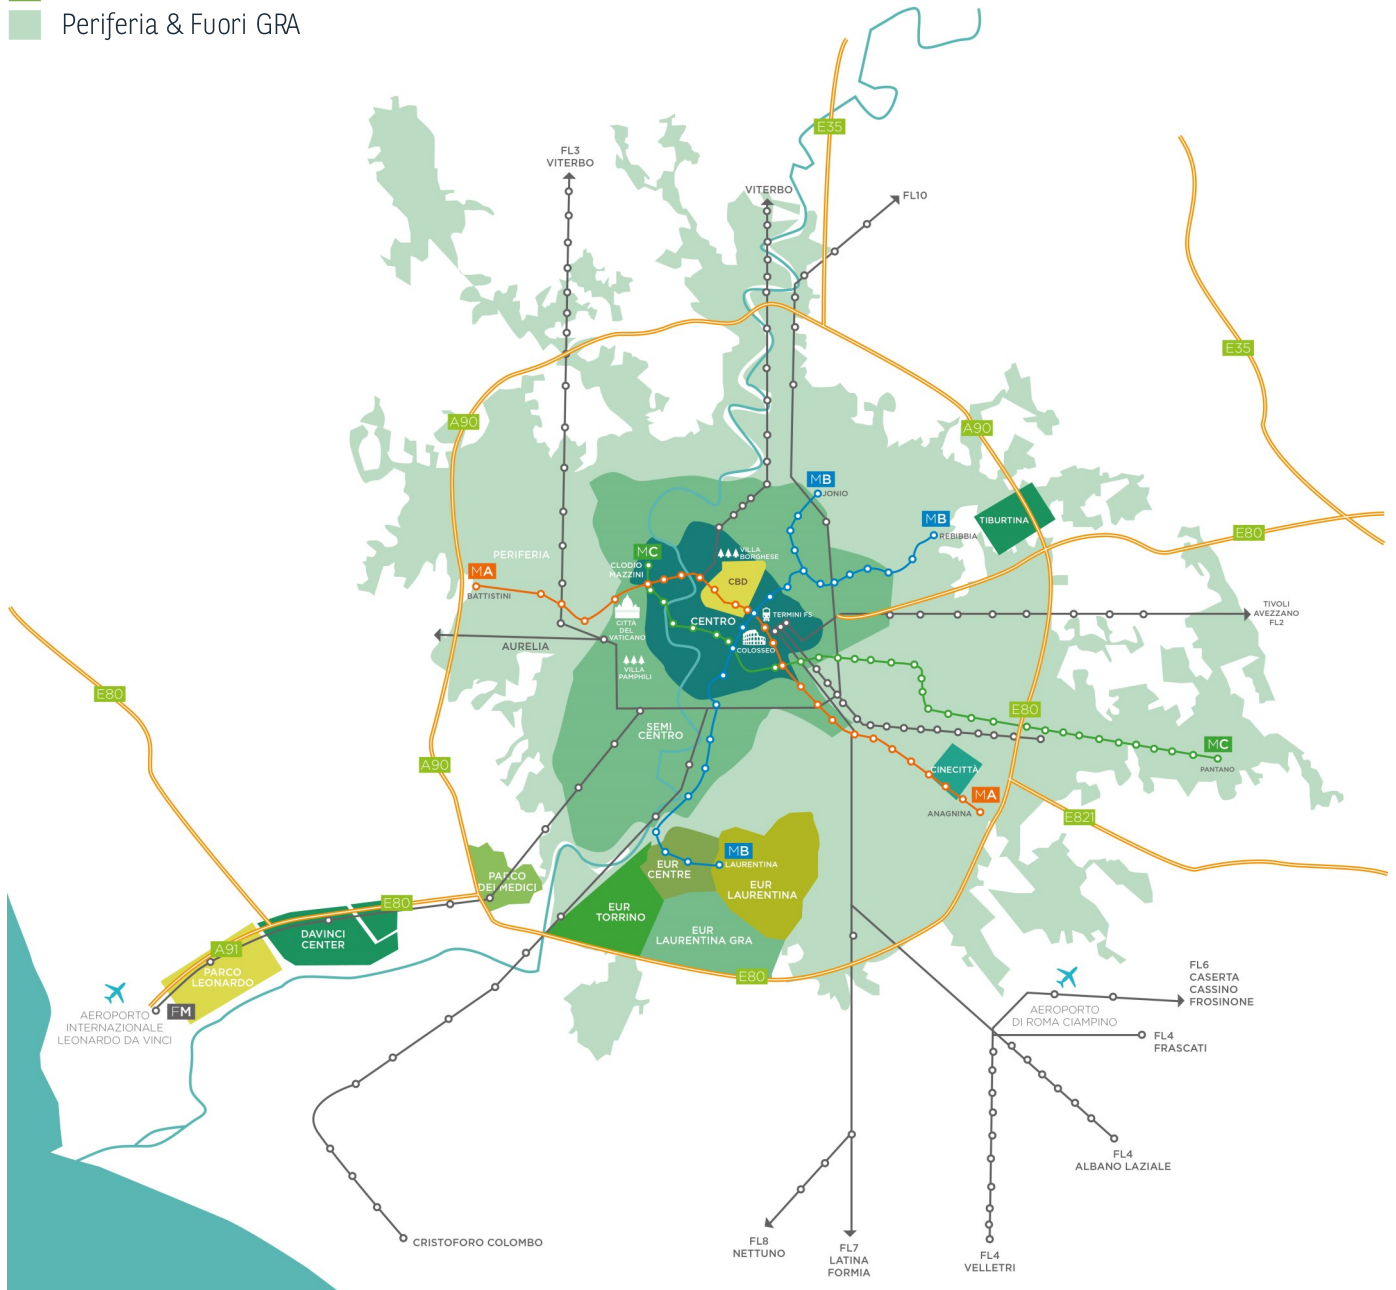 Periferia & Fuori GRA
E35
FL3
VITERBO
VITERBO
FL10
E35
A90
A90
MB
JONIO
MB
REBIBBIA
TIBURTINA
E80
PERIFERIA
MC
CLODIO
MAZZINI
VILLA
BORGHESE
MA
BATTISTINI
CBD
CITTÀ
DEL
VATICANO
CENTRO
TERMINI FS
COLOSSEO
TIVOLI
AVEZZANO
FL2
AURELIA
VILLA
PAMPHILI
E80
E80
SEMI
CENTRO
MC
PANTANO
A90
CINECITTÀ
MA
ANAGNINA
E821
MB
LAURENTINA
EUR
CENTRE
PARCO
DEI MEDICI
EUR
LAURENTINA
EUR
TORRINO
E80
DAVINCI
CENTER
EUR
LAURENTINA GRA
A91
PARCO
LEONARDO
E80
FM
AEROPORTO
INTERNAZIONALE
LEONARDO DA VINCI
FL6
CASERTA
CASSINO
FROSINONE
AEROPORTO
DI ROMA CIAMPINO
FL4
FRASCATI
FL4
ALBANO LAZIALE
CRISTOFORO COLOMBO
FL8
NETTUNO
FL7
LATINA
FORMIA
FL4
VELLETRI